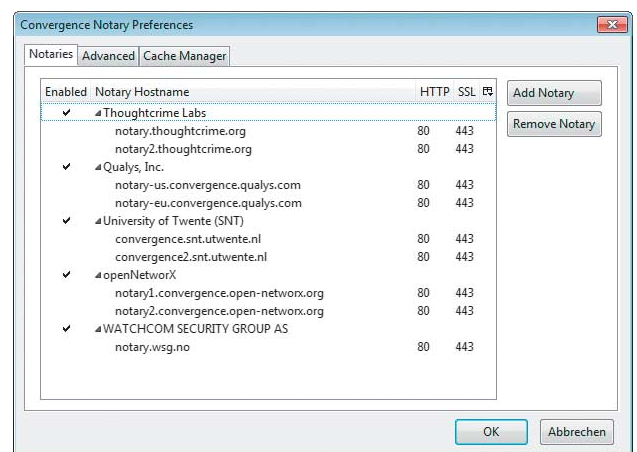 Convergence Notary Preferences
Notaries Advanced Cache Manager
Enabled Notary Hostname HTTP SSL
Thoughtcrime Labs
notary.thoughtcrime.org 80 443
notary2.thoughtcrime.org 80 443
Qualys, Inc.
notary-us.convergence.qualys.com 80 443
notary-eu.convergence.qualys.com 80 443
University of Twente (SNT)
convergence.snt.utwente.nl 80 443
convergence2.snt.utwente.nl 80 443
openNetworX
notary1.convergence.open-networx.org 80 443
notary2.convergence.open-networx.org 80 443
WATCHCOM SECURITY GROUP AS
notary.wsg.no 80 443
Add Notary
Remove Notary
OK Abbrechen